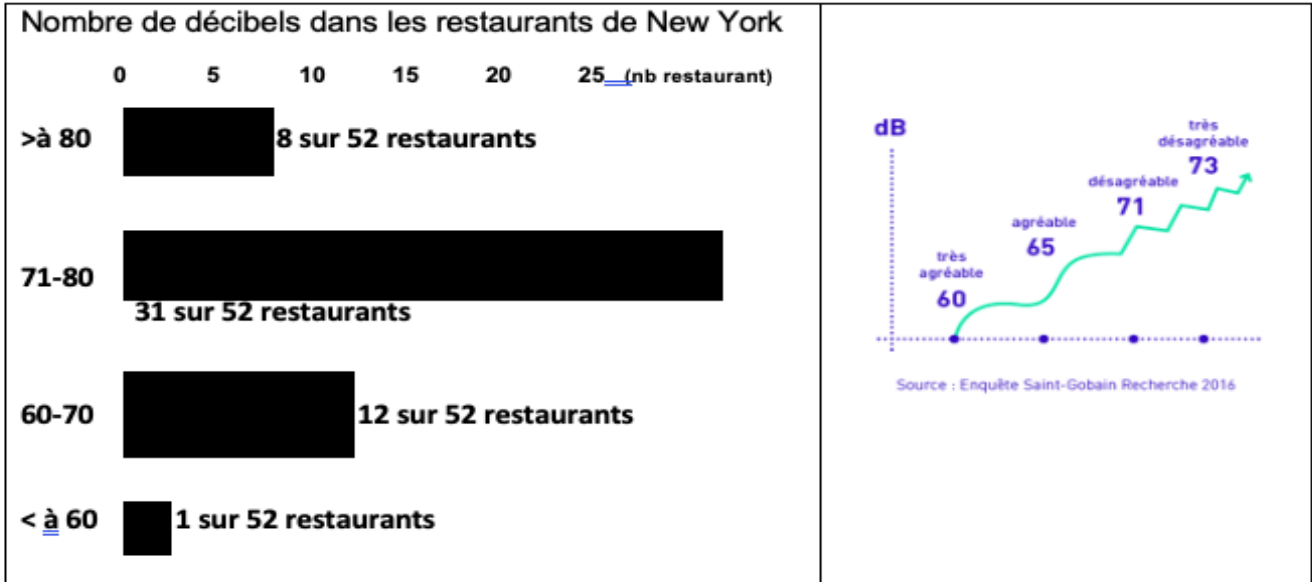 Nombre de décibels dans les restaurants de New York
0 5 10 15 20 25 (nb restaurant)
>à 80 8 sur 52 restaurants
71-80
31 sur 52 restaurants
60-70 12 sur 52 restaurants
< à 60 1 sur 52 restaurants
dB
très
désagréable
73
désagréable
71
agréable
65
très
agréable
60
Source : Enquête Saint-Gobain Recherche 2016